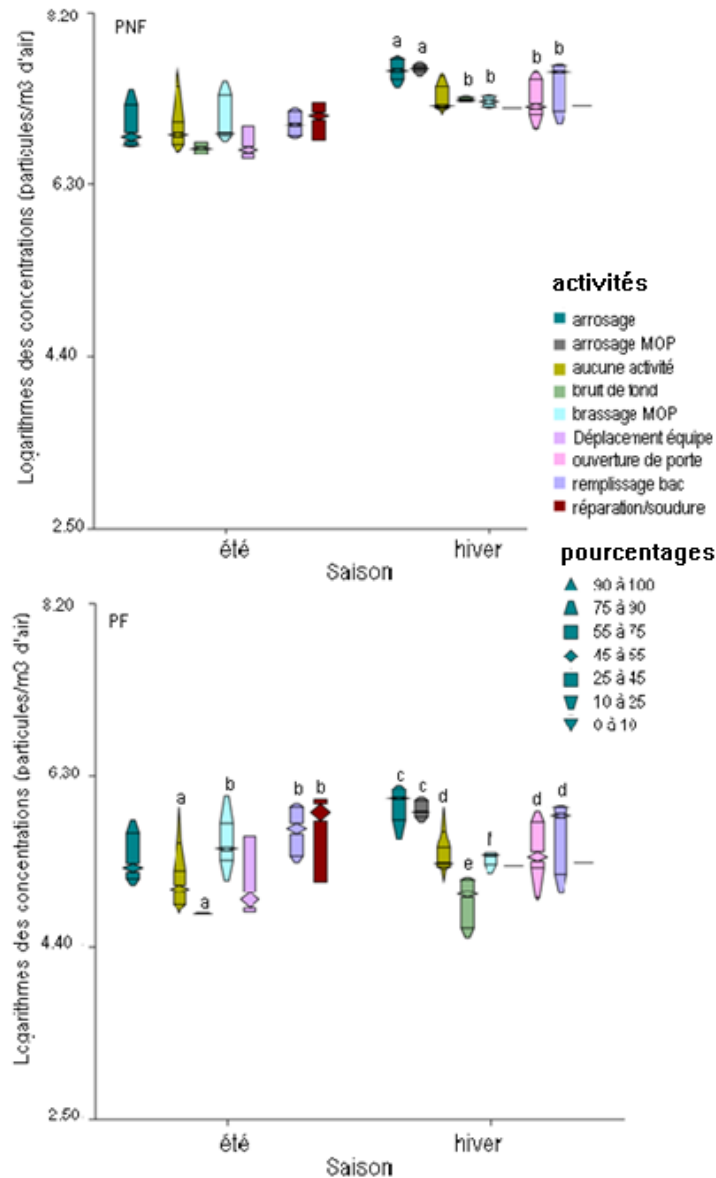 8.20
PNF
a a
b b
b b
6.30
4.40
2.50
Logarithmes des concentrations (particules/m3 d'air)
été hiver
Saison
activités
arrosage
arrosage MOP
aucune activité
bruit de fond
brassage MOP
Déplacement équipe
ouverture de porte
remplissage bac
réparation/soudure
pourcentages
90 à 100
75 à 90
55 à 75
45 à 55
25 à 45
10 à 25
0 à 10
8.20
PF
6.30
a
b
b b
a
c c
d
e
f
d d
4.40
2.50
Logarithmes des concentrations (particules/m3 d'air)
été hiver
Saison